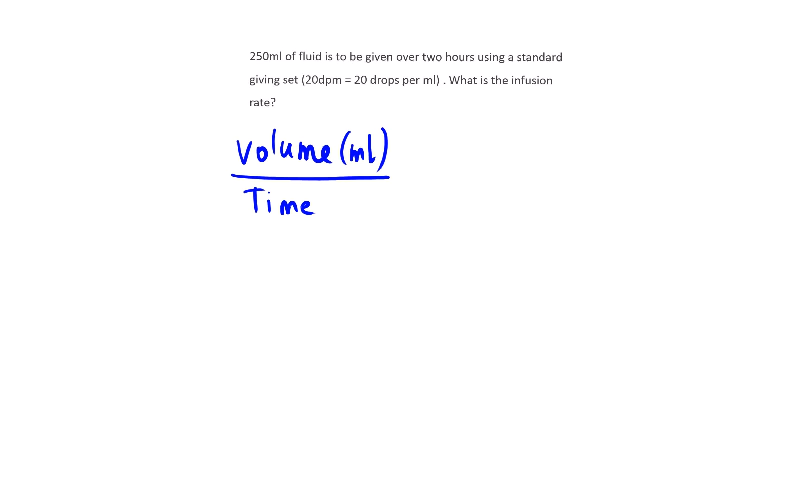 250ml of fluid is to be given over two hours using a standard
giving set (20dpm = 20 drops per ml) . What is the infusion
rate?
Volume (ml)
Time